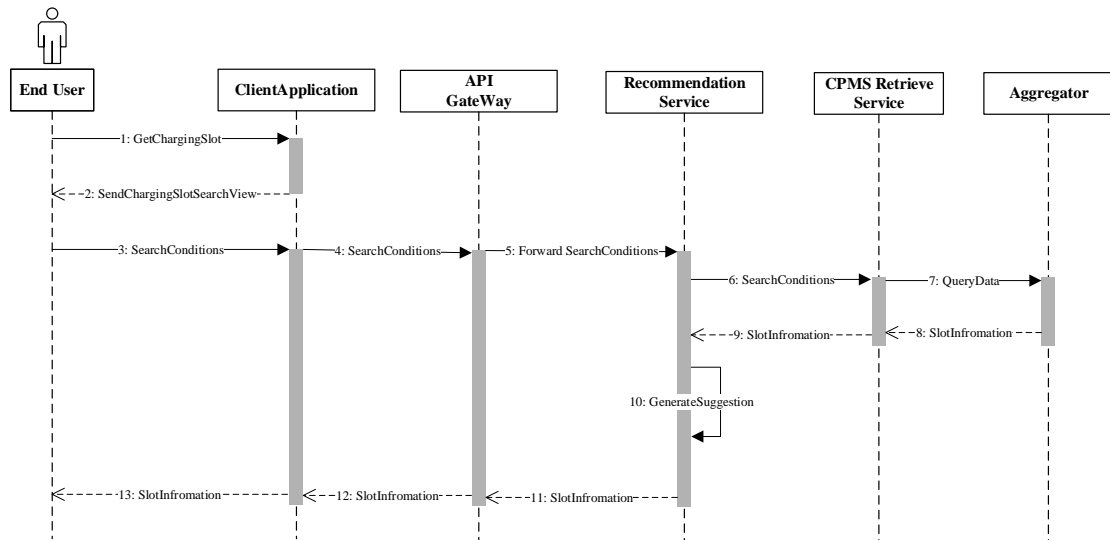 End User
ClientApplication
API
GateWay
Recommendation
Service
CPMS Retrieve
Service
Aggregator
1: GetChargingSlot
2: SendChargingSlotSearchView
3: SearchConditions
4: SearchConditions
5: Forward SearchConditions
6: SearchConditions
7: QueryData
8: SlotInfromation
9: SlotInfromation
10: GenerateSuggestion
11: SlotInfromation
12: SlotInfromation
13: SlotInfromation